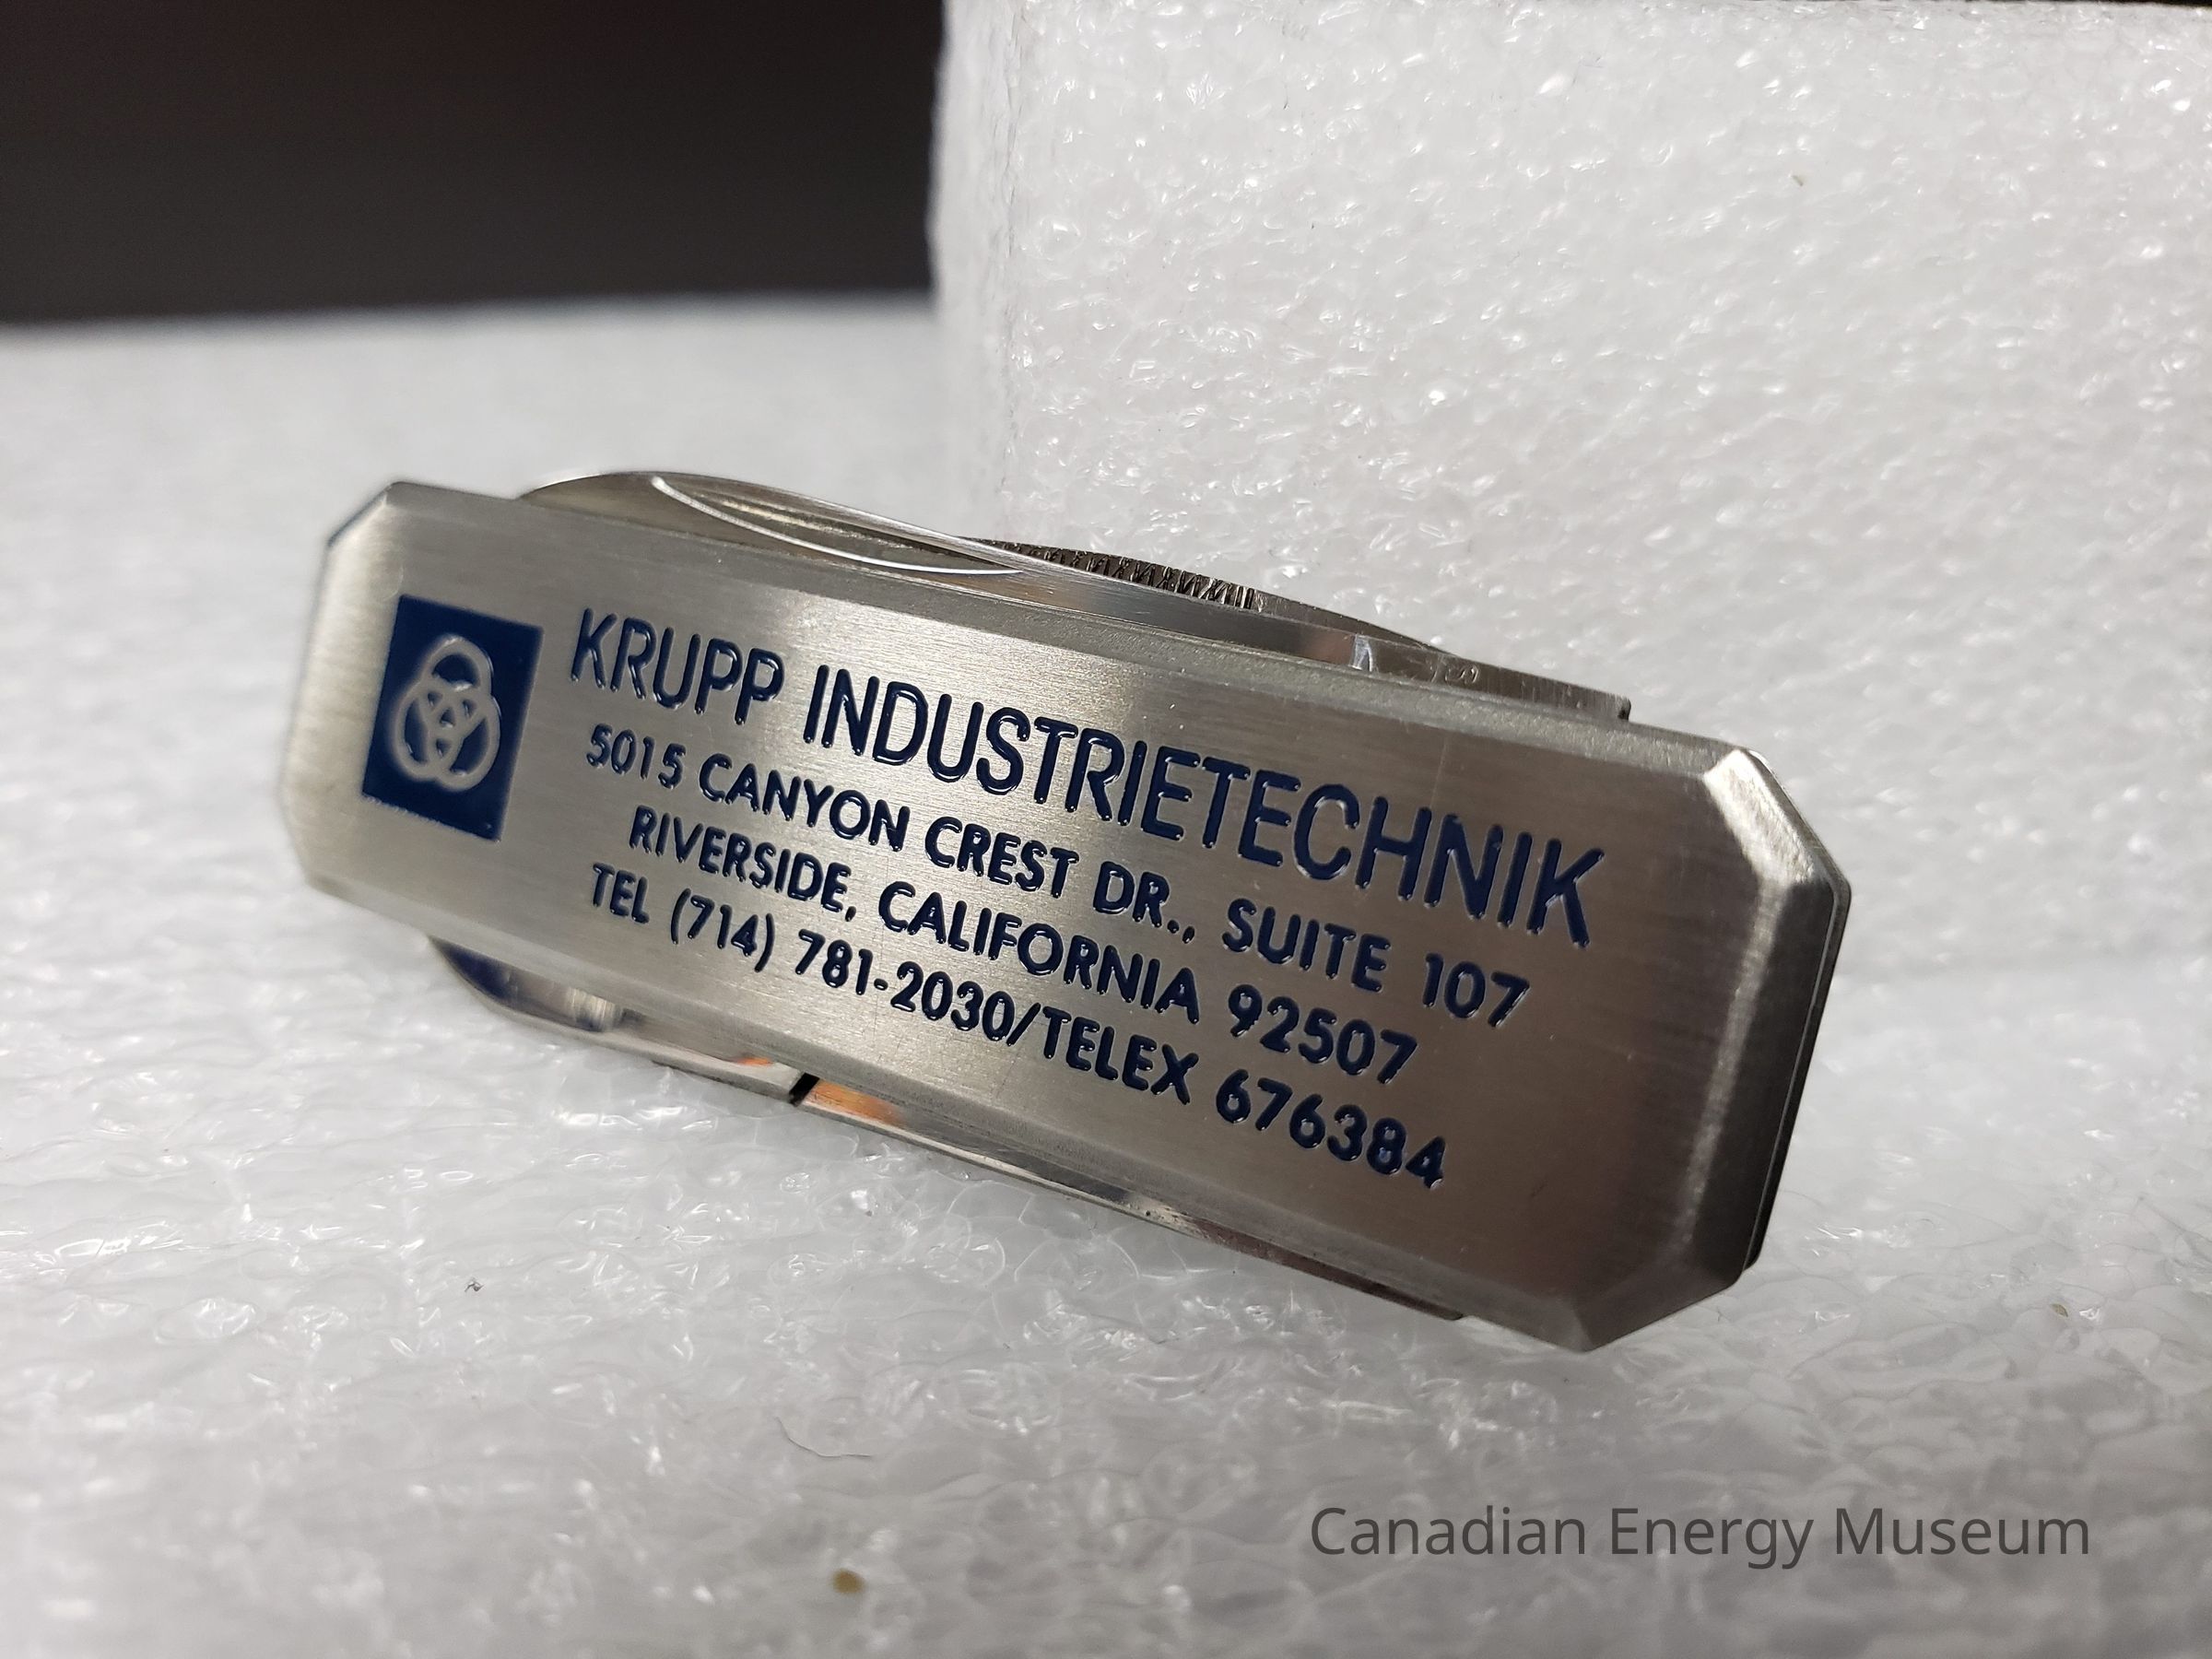 KRUPP INDUSTRIETECHNIK
5015 CANYON CREST DR., SUITE 107
RIVERSIDE, CALIFORNIA 92507
TEL (714) 781-2030/TELEX 676384
Canadian Energy Museum